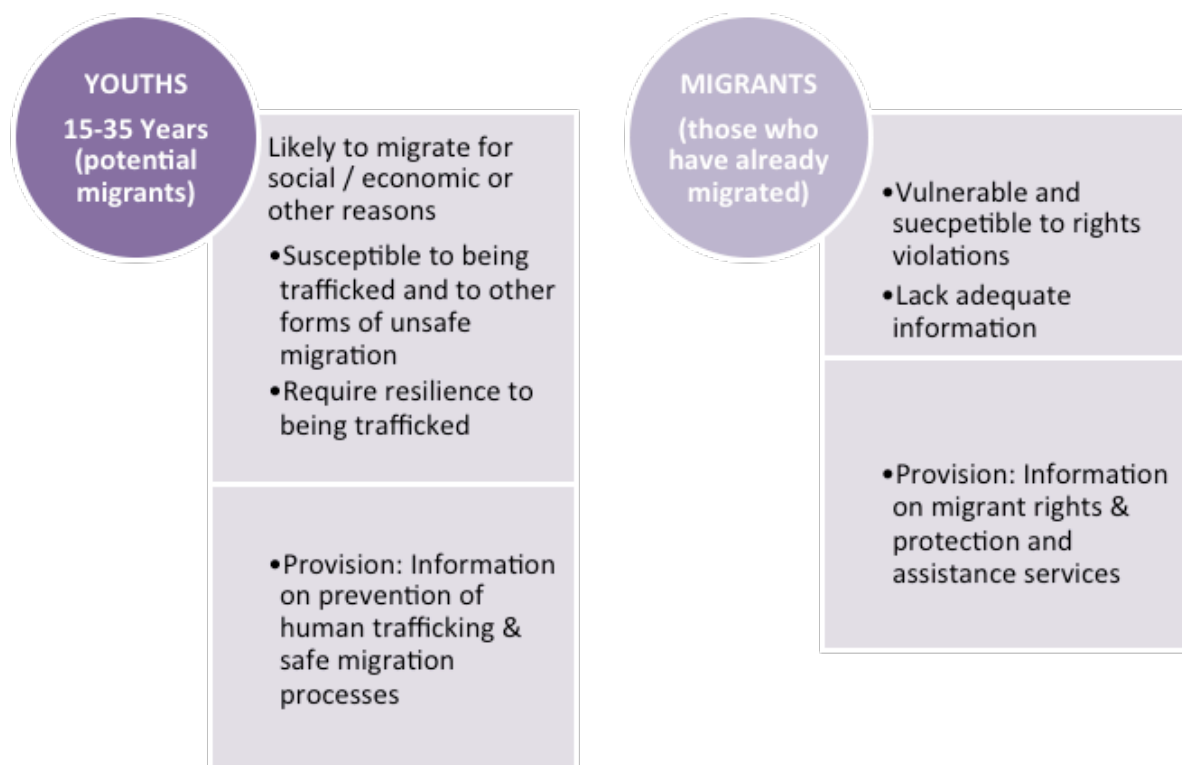 YOUTHS
15-35 Years
(potential
migrants)
Likely to migrate for
social / economic or
other reasons
•Susceptible to being
trafficked and to other
forms of unsafe
migration
•Require resilience to
being trafficked
•Provision: Information
on prevention of
human trafficking &
safe migration
processes
MIGRANTS
(those who
have already
migrated)
•Vulnerable and
suecpetible to rights
violations
•Lack adequate
information
•Provision: Information
on migrant rights &
protection and
assistance services